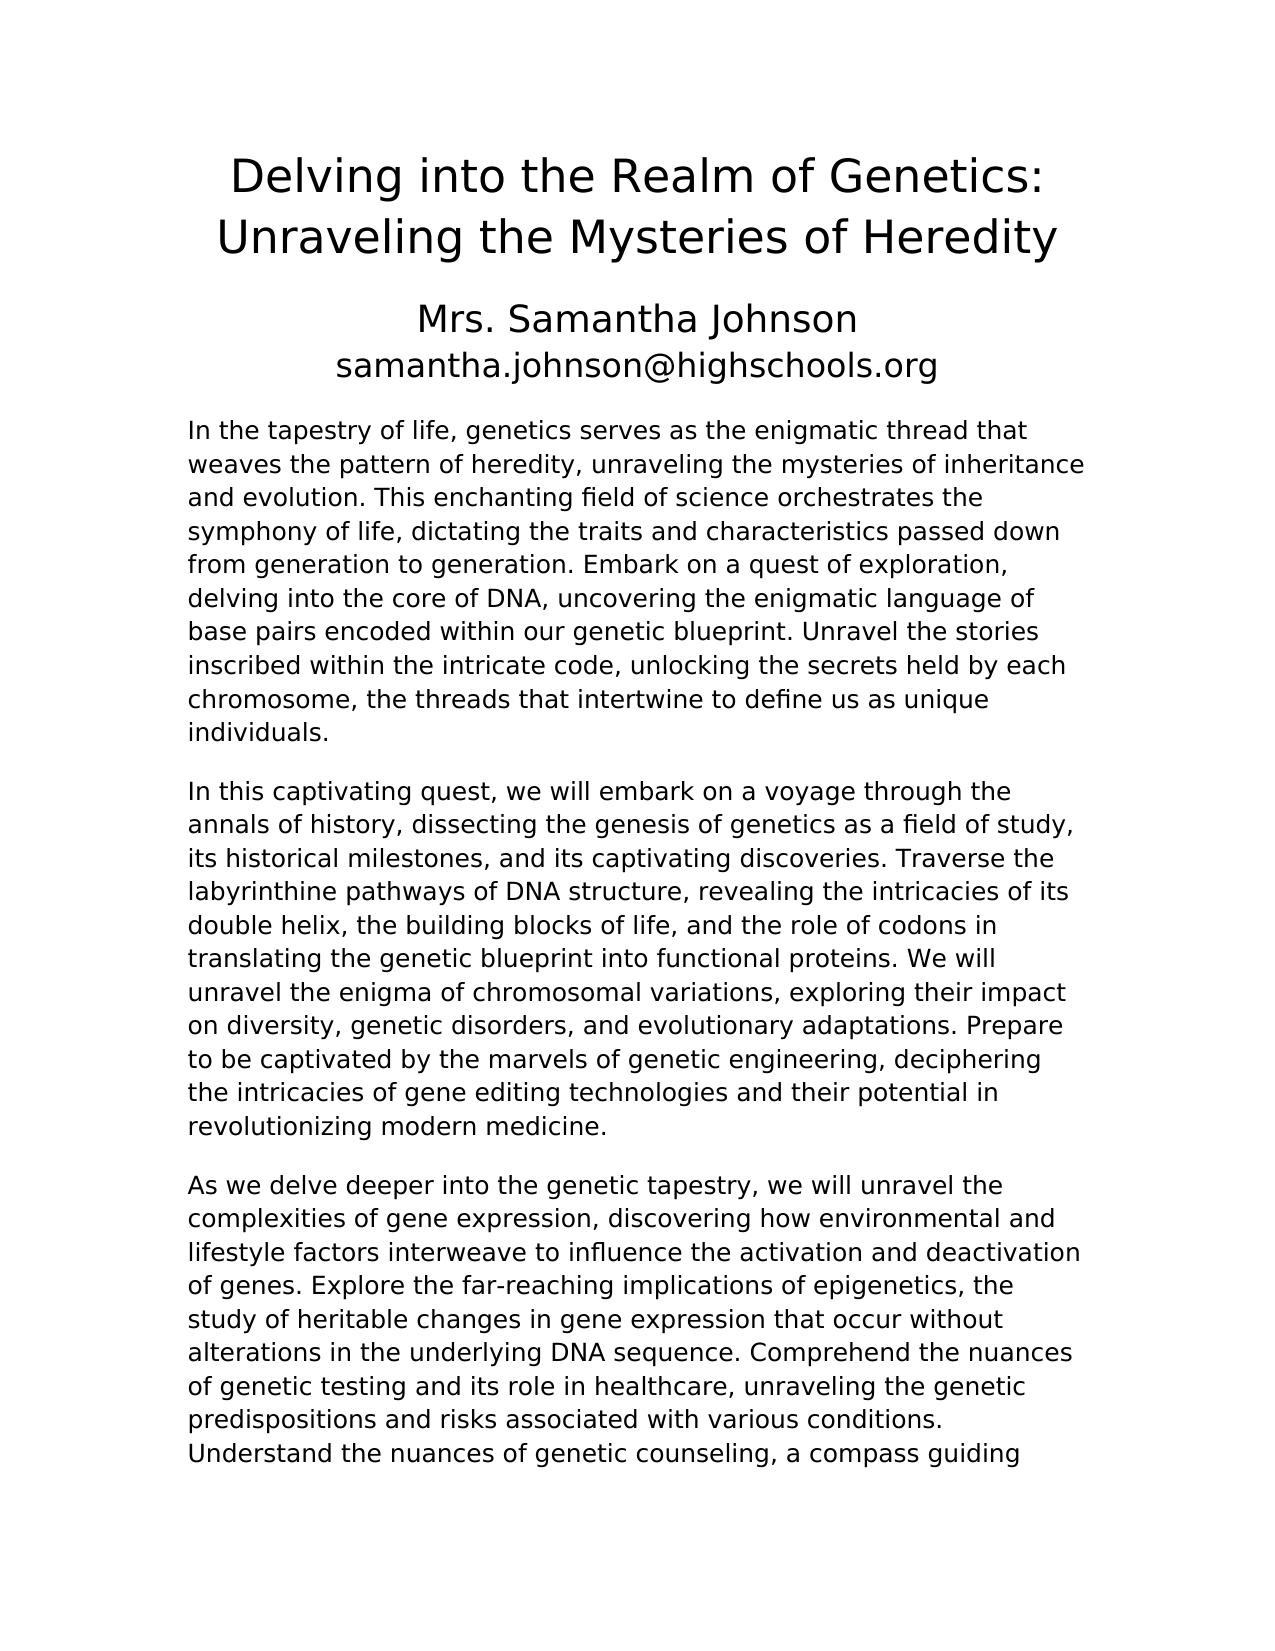 Delving into the Realm of Genetics:
Unraveling the Mysteries of Heredity
Mrs. Samantha Johnson
samantha.johnson@highschools.org
In the tapestry of life, genetics serves as the enigmatic thread that
weaves the pattern of heredity, unraveling the mysteries of inheritance
and evolution. This enchanting field of science orchestrates the
symphony of life, dictating the traits and characteristics passed down
from generation to generation. Embark on a quest of exploration,
delving into the core of DNA, uncovering the enigmatic language of
base pairs encoded within our genetic blueprint. Unravel the stories
inscribed within the intricate code, unlocking the secrets held by each
chromosome, the threads that intertwine to define us as unique
individuals.
In this captivating quest, we will embark on a voyage through the
annals of history, dissecting the genesis of genetics as a field of study,
its historical milestones, and its captivating discoveries. Traverse the
labyrinthine pathways of DNA structure, revealing the intricacies of its
double helix, the building blocks of life, and the role of codons in
translating the genetic blueprint into functional proteins. We will
unravel the enigma of chromosomal variations, exploring their impact
on diversity, genetic disorders, and evolutionary adaptations. Prepare
to be captivated by the marvels of genetic engineering, deciphering
the intricacies of gene editing technologies and their potential in
revolutionizing modern medicine.
As we delve deeper into the genetic tapestry, we will unravel the
complexities of gene expression, discovering how environmental and
lifestyle factors interweave to influence the activation and deactivation
of genes. Explore the far-reaching implications of epigenetics, the
study of heritable changes in gene expression that occur without
alterations in the underlying DNA sequence. Comprehend the nuances
of genetic testing and its role in healthcare, unraveling the genetic
predispositions and risks associated with various conditions.
Understand the nuances of genetic counseling, a compass guiding